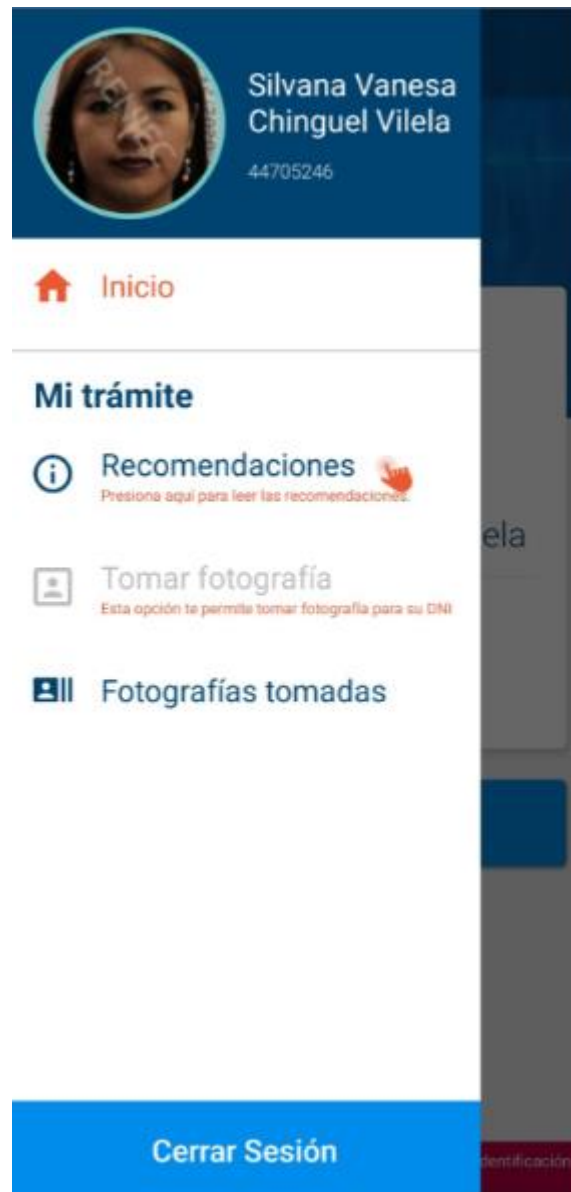 Silvana Vanesa
Chinguel Vilela
44705246
Inicio
Mi trámite
Recomendaciones
Presiona aquí para leer las recomendaciones.
ela
Tomar fotografía
Esta opción te permite tomar fotografía para su DNI
Fotografías tomadas
Cerrar Sesión
dentificación